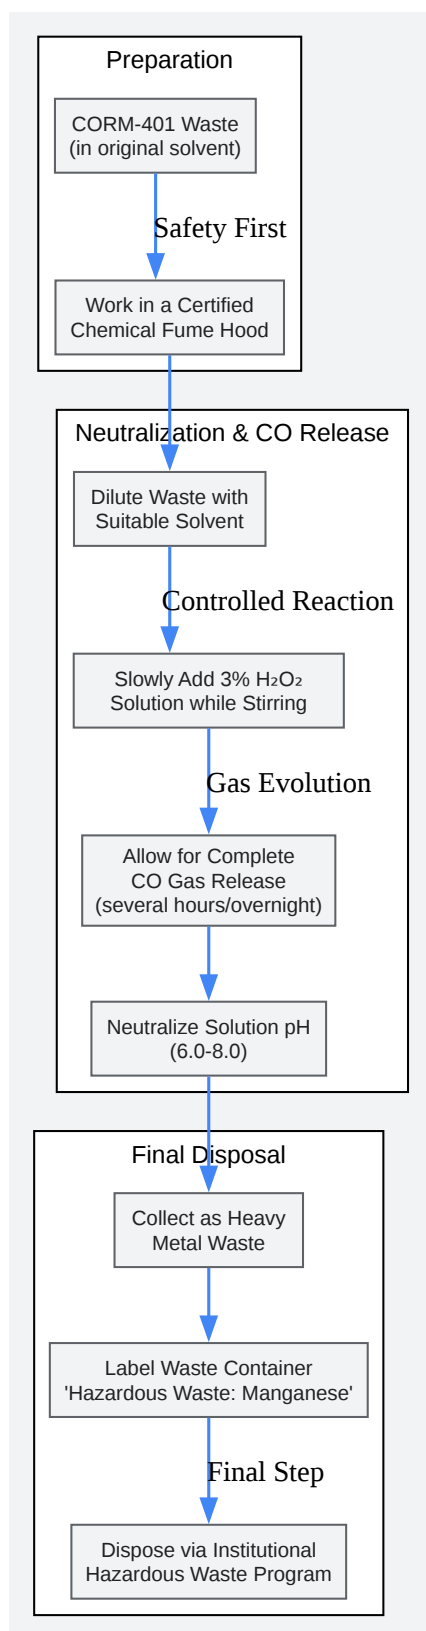 Preparation
CORM-401 Waste
(in original solvent)
Safety First
Work in a Certified
Chemical Fume Hood
Neutralization & CO Release
Dilute Waste with
Suitable Solvent
Controlled Reaction
Slowly Add 3% H₂O₂
Solution while Stirring
Gas Evolution
Allow for Complete
CO Gas Release
(several hours/overnight)
Neutralize Solution pH
(6.0-8.0)
Final Disposal
Collect as Heavy
Metal Waste
Label Waste Container
'Hazardous Waste: Manganese'
Final Step
Dispose via Institutional
Hazardous Waste Program